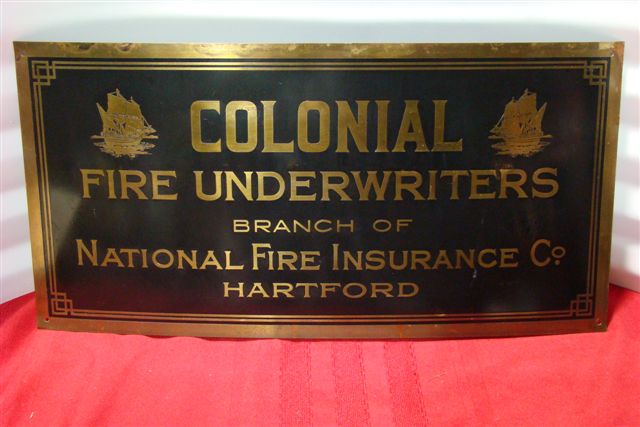 COLONIAL
FIRE UNDERWRITERS
BRANCH OF
NATIONAL FIRE INSURANCE CO.
HARTFORD